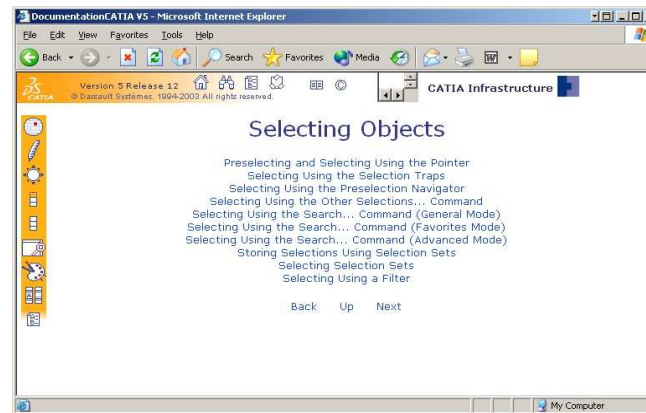 DocumentationCATIA V5 - Microsoft Internet Explorer
File Edit View Favorites Tools Help
Back Search Favorites Media
Version 5 Release 12
© Dassault Systèmes, 1994-2003 All rights reserved.
CATIA
CATIA Infrastructure
Selecting Objects
Preselecting and Selecting Using the Pointer
Selecting Using the Selection Traps
Selecting Using the Preselection Navigator
Selecting Using the Other Selections... Command
Selecting Using the Search... Command (General Mode)
Selecting Using the Search... Command (Favorites Mode)
Selecting Using the Search... Command (Advanced Mode)
Storing Selections Using Selection Sets
Selecting Selection Sets
Selecting Using a Filter
Back Up Next
My Computer